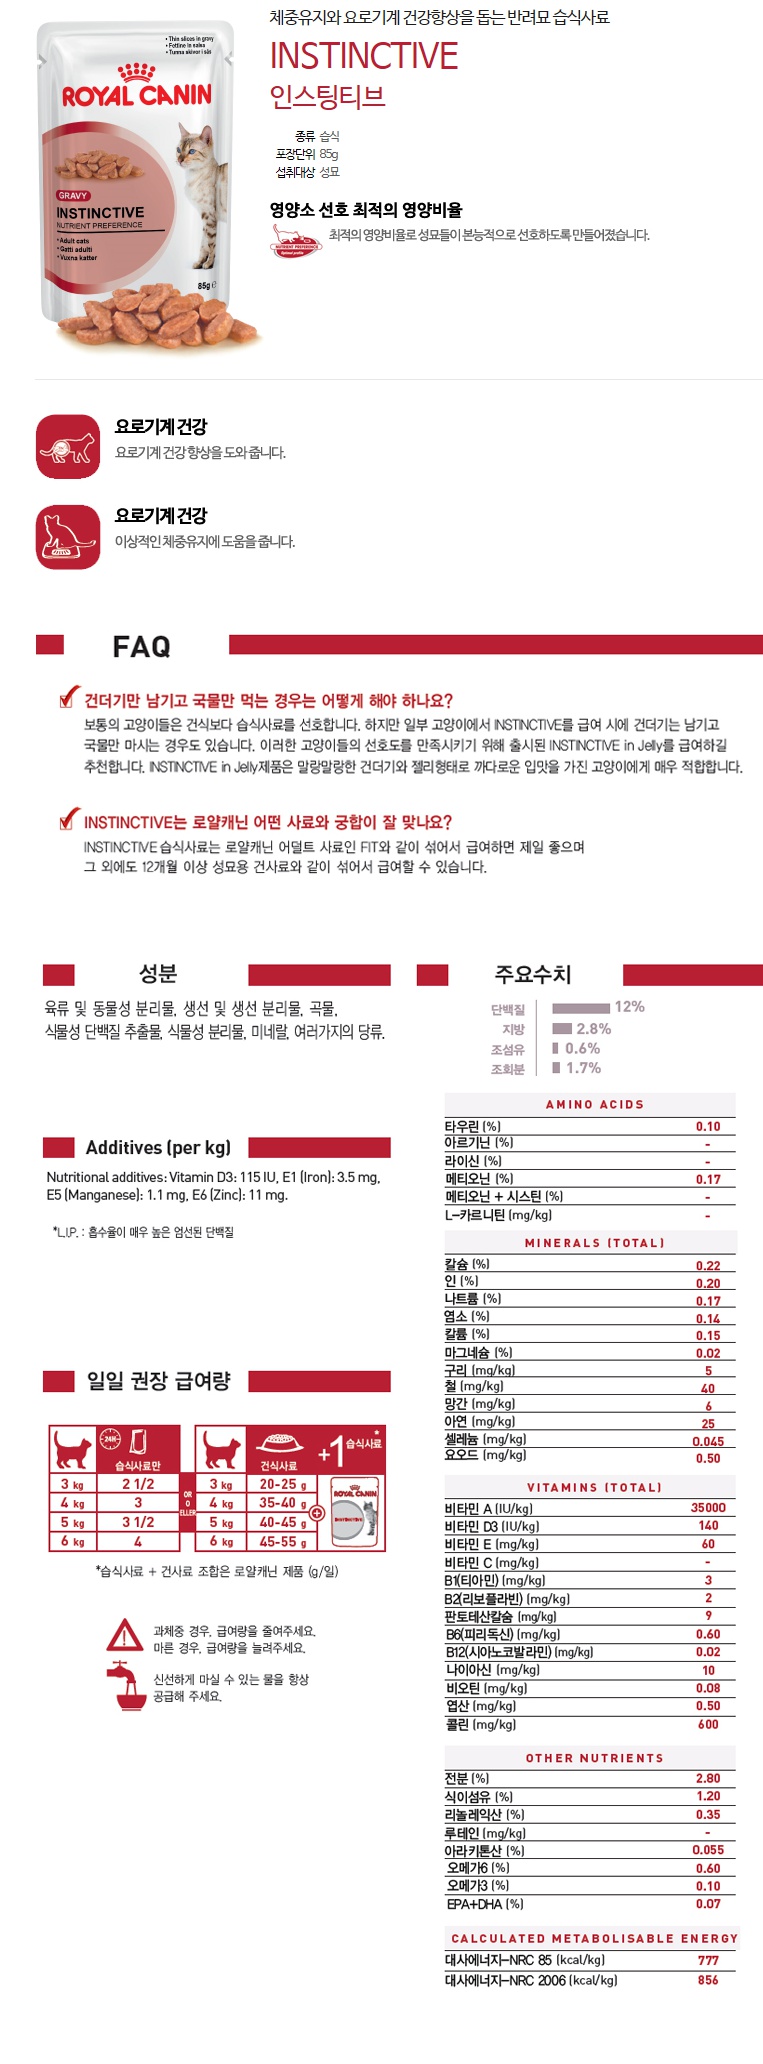 체중유지와 요로기계 건강향상을 돕는 반려묘 습식사료
INSTINCTIVE
인스팅티브
종류 습식
포장단위 85g
섭취대상 성묘
영양소 선호 최적의 영양비율
NUTRIENT PREFERENCE
Optimal profile
최적의 영양비율로 성묘들이 본능적으로 선호하도록 만들어졌습니다.
• Thin slices in gravy
• Fettine in salsa
• Tunna skivor i sås
ROYAL CANIN
GRAVY
INSTINCTIVE
NUTRIENT PREFERENCE
• Adult cats
• Gatti adulti
• Vuxna katter
85g e
요로기계 건강
요로기계 건강 향상을 도와 줍니다.
요로기계 건강
이상적인 체중유지에 도움을 줍니다.
FAQ
건더기만 남기고 국물만 먹는 경우는 어떻게 해야 하나요?
보통의 고양이들은 건식보다 습식사료를 선호합니다. 하지만 일부 고양이에서 INSTINCTIVE를 급여 시에 건더기는 남기고
국물만 마시는 경우도 있습니다. 이러한 고양이들의 선호도를 만족시키기 위해 출시된 INSTINCTIVE in Jelly를 급여하길
추천합니다. INSTINCTIVE in Jelly제품은 말랑말랑한 건더기와 젤리형태로 까다로운 입맛을 가진 고양이에게 매우 적합합니다.
INSTINCTIVE는 로얄캐닌 어떤 사료와 궁합이 잘 맞나요?
INSTINCTIVE 습식사료는 로얄캐닌 어덜트 사료인 FIT와 같이 섞어서 급여하면 제일 좋으며
그 외에도 12개월 이상 성묘용 건사료와 같이 섞어서 급여할 수 있습니다.
성분
육류 및 동물성 분리물, 생선 및 생선 분리물, 곡물,
식물성 단백질 추출물, 식물성 분리물, 미네랄, 여러가지의 당류.
Additives (per kg)
Nutritional additives: Vitamin D3: 115 IU, E1 (Iron): 3.5 mg,
E5 (Manganese): 1.1 mg, E6 (Zinc): 11 mg.
*L.I.P. : 흡수율이 매우 높은 엄선된 단백질
일일 권장 급여량
24H
습식사료만
건식사료
+1 습식사료 *
3 kg 2 1/2
4 kg 3
5 kg 3 1/2
6 kg 4
OR
O
ELLER
3 kg 20-25 g
4 kg 35-40 g
5 kg 40-45 g
6 kg 45-55 g
ROYAL CANIN
INSTINCTIVE
*습식사료 + 건사료 조합은 로얄캐닌 제품 (g/일)
과체중 경우, 급여량을 줄여주세요.
마른 경우, 급여량을 늘려주세요.
신선하게 마실 수 있는 물을 항상
공급해 주세요.
주요수치
단백질 12%
지방 2.8%
조섬유 0.6%
조회분 1.7%
AMINO ACIDS
타우린 (%) 0.10
아르기닌 (%) -
라이신 (%) -
메티오닌 (%) 0.17
메티오닌 + 시스틴 (%) -
L-카르니틴 (mg/kg) -
MINERALS (TOTAL)
칼슘 (%) 0.22
인 (%) 0.20
나트륨 (%) 0.17
염소 (%) 0.14
칼륨 (%) 0.15
마그네슘 (%) 0.02
구리 (mg/kg) 5
철 (mg/kg) 40
망간 (mg/kg) 6
아연 (mg/kg) 25
셀레늄 (mg/kg) 0.045
요오드 (mg/kg) 0.50
VITAMINS (TOTAL)
비타민 A (IU/kg) 35000
비타민 D3 (IU/kg) 140
비타민 E (mg/kg) 60
비타민 C (mg/kg) -
B1(티아민) (mg/kg) 3
B2(리보플라빈) (mg/kg) 2
판토테산칼슘 (mg/kg) 9
B6(피리독신) (mg/kg) 0.60
B12(시아노코발라민) (mg/kg) 0.02
나이아신 (mg/kg) 10
비오틴 (mg/kg) 0.08
엽산 (mg/kg) 0.50
콜린 (mg/kg) 600
OTHER NUTRIENTS
전분 (%) 2.80
식이섬유 (%) 1.20
리놀레익산 (%) 0.35
루테인 (mg/kg) -
아라키톤산 (%) 0.055
오메가6 (%) 0.60
오메가3 (%) 0.10
EPA+DHA (%) 0.07
CALCULATED METABOLISABLE ENERGY
대사에너지-NRC 85 (kcal/kg) 777
대사에너지-NRC 2006 (kcal/kg) 856